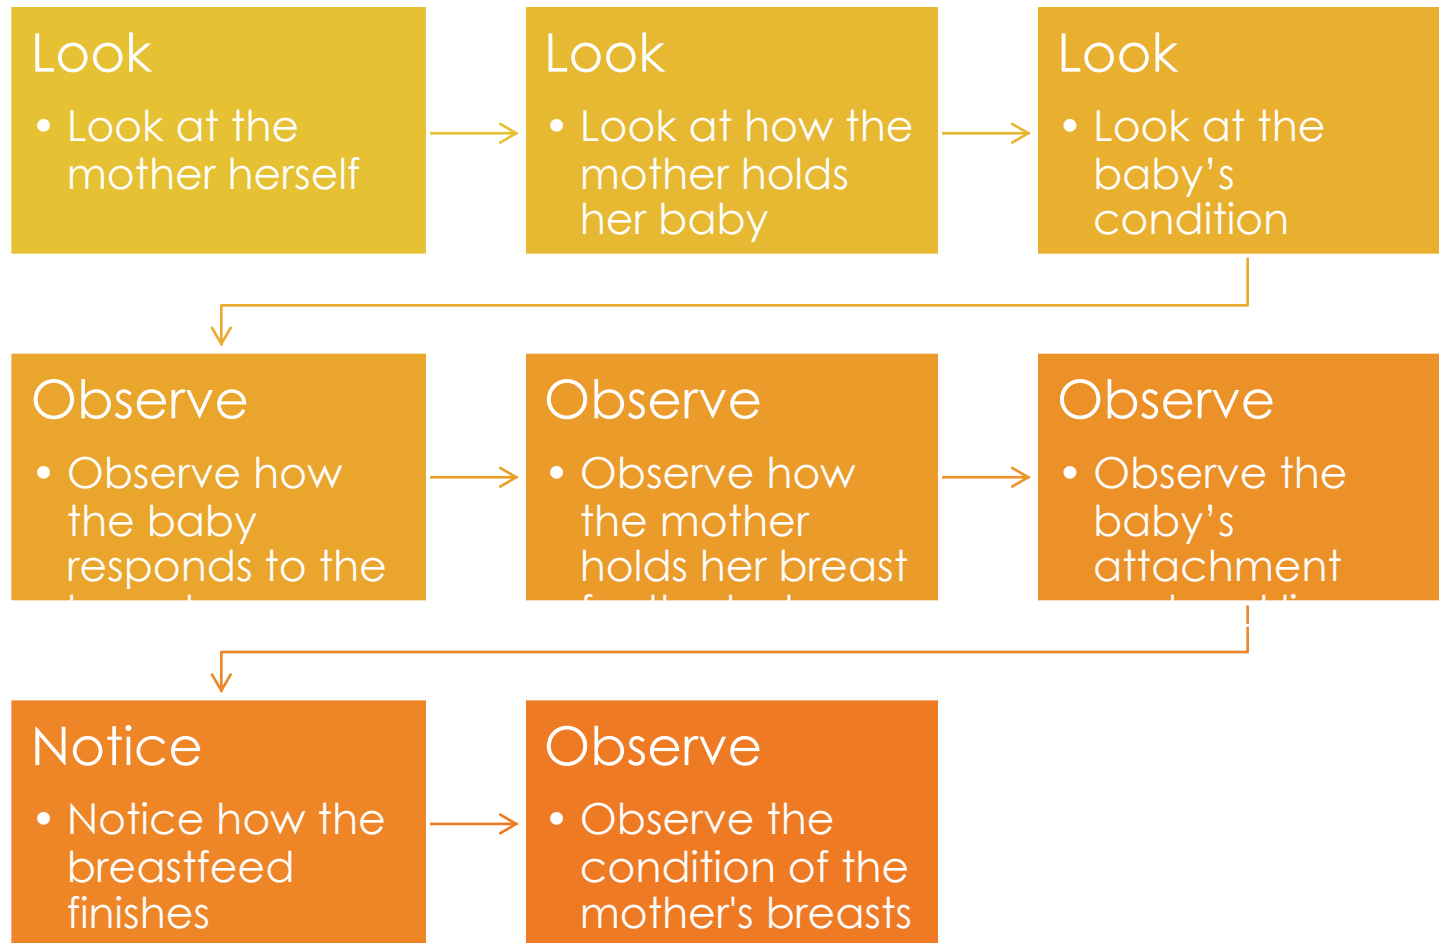 Look
• Look at the
mother herself
Look
• Look at how the
mother holds
her baby
Look
• Look at the
baby’s
condition
Observe
• Observe how
the baby
responds to the
Observe
• Observe how
the mother
holds her breast
Observe
• Observe the
baby’s
attachment
Notice
• Notice how the
breastfeed
finishes
Observe
• Observe the
condition of the
mother's breasts